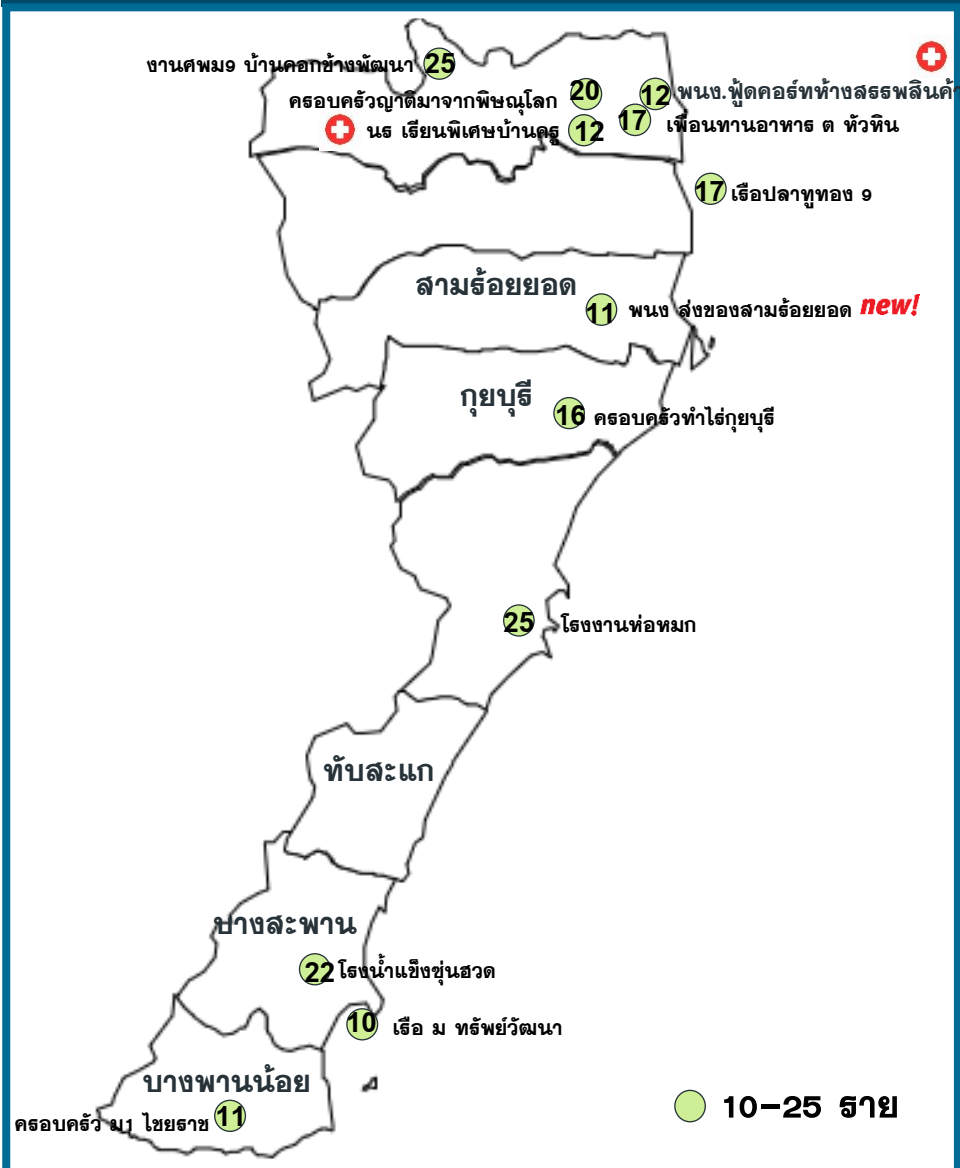 งานศพม9 บ้านคอกช้างพัฒนา 25
ครอบครัวญาติมาจากพิษณุโลก 20
12 พนง.ฟู้ดคอร์ทห้างสรรพสินค้า
นร เรียนพิเศษบ้านครู 12
17 เพื่อนทานอาหาร ต หัวหิน
17 เรือปลาทูทอง 9
สามร้อยยอด
11 พนง ส่งของสามร้อยยอด new!
กุยบุรี
16 ครอบครัวทำไร่กุยบุรี
25 โรงงานห่อหมก
ทับสะแก
บางสะพาน
22 โรงน้ำแข็งซุ่นฮวด
10 เรือ ม ทรัพย์วัฒนา
บางพานน้อย
ครอบครัว ม1 ไชยราช 11
10-25 ราย